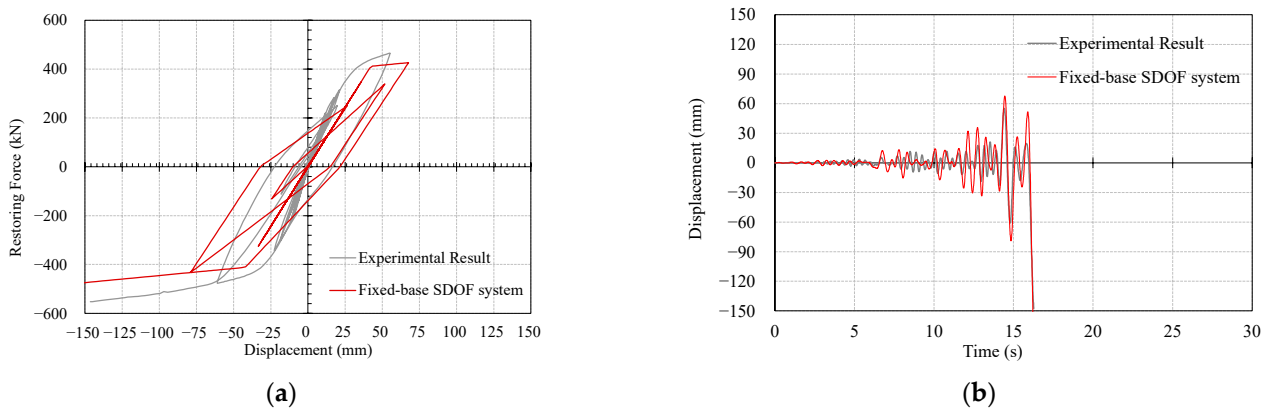 600
400
200
0
−200
−400
−600
−150 −125 −100 −75 −50 −25 0 25 50 75 100 125 150
Restoring Force (kN)
Displacement (mm)
Experimental Result
Fixed-base SDOF system
(a)
150
120
90
60
30
0
−30
−60
−90
−120
−150
0 5 10 15 20 25 30
Displacement (mm)
Time (s)
Experimental Result
Fixed-base SDOF system
(b)